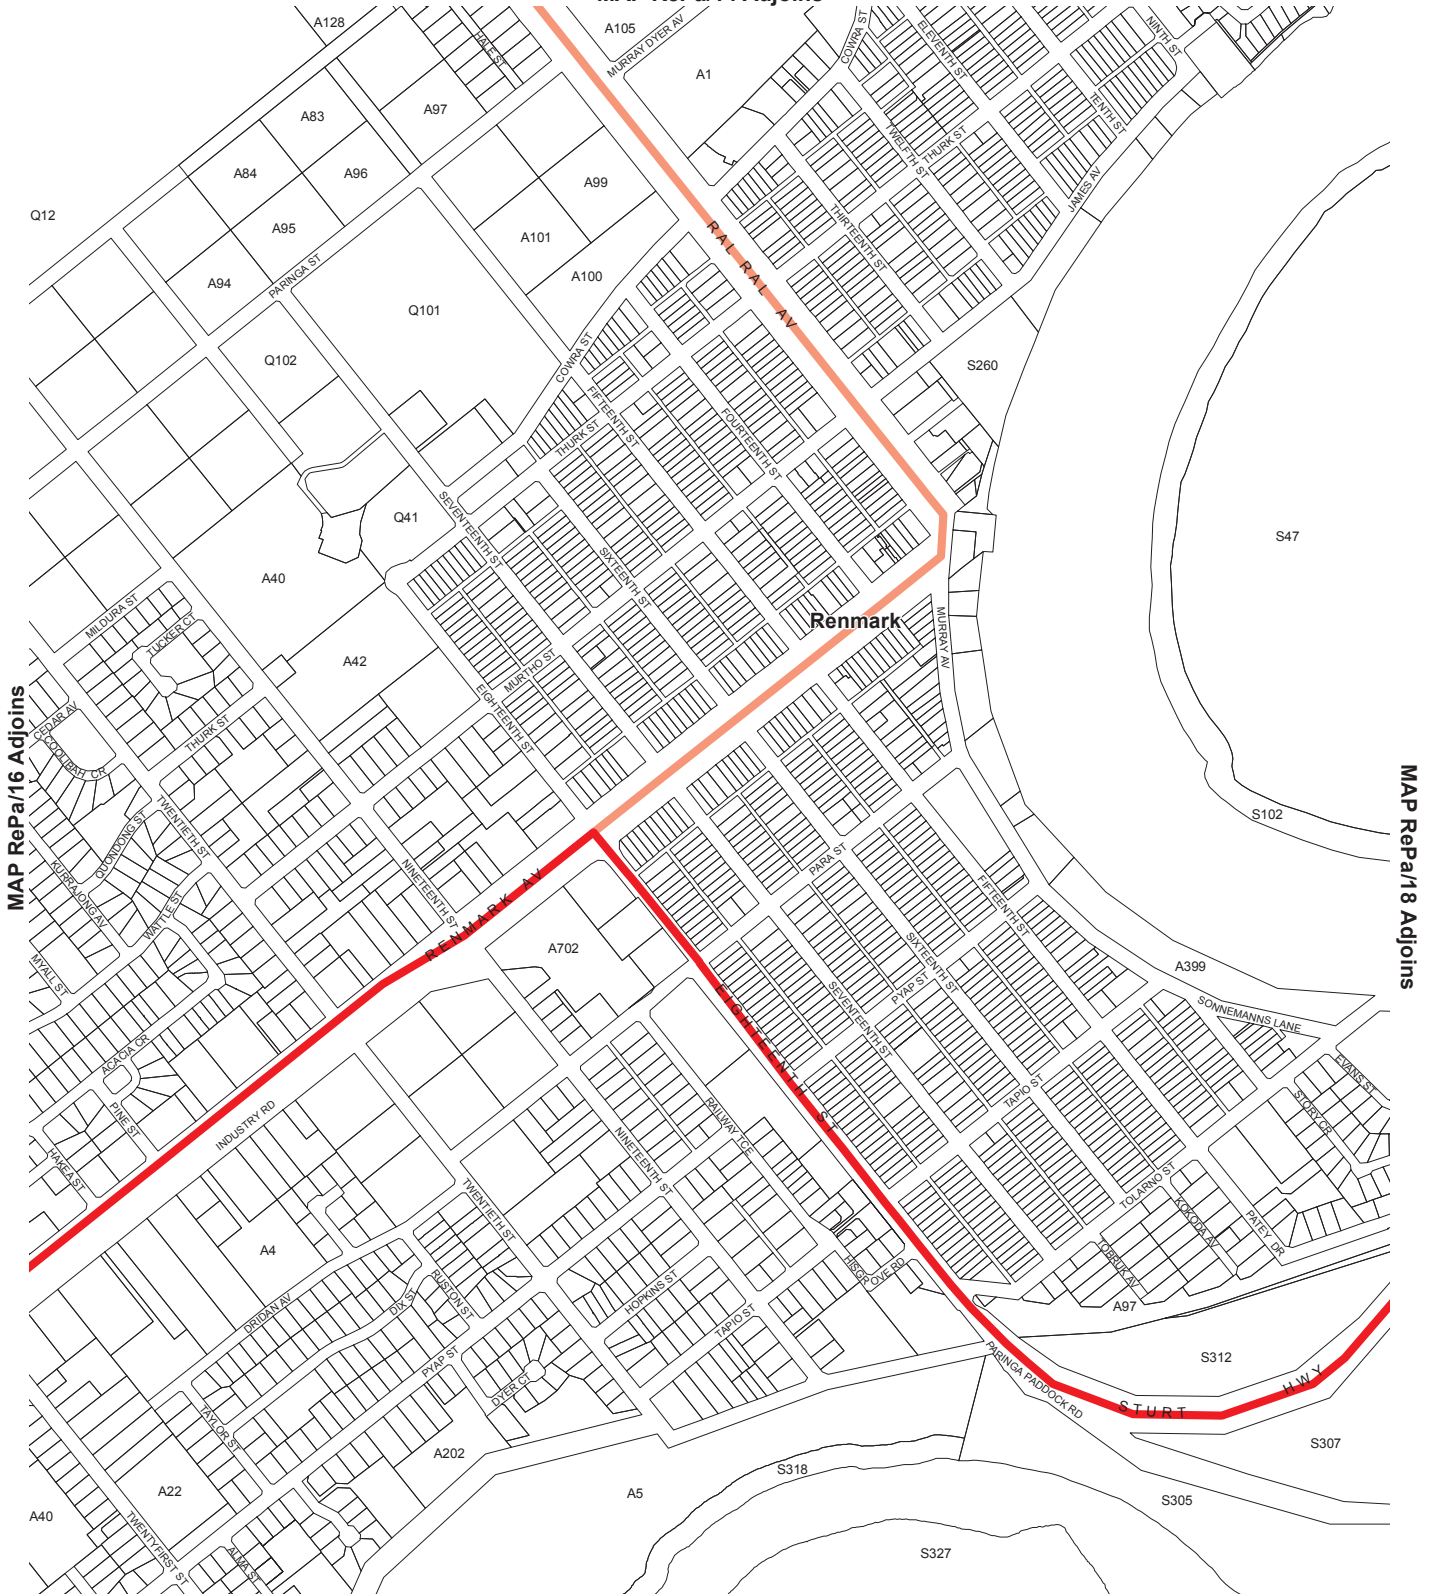 A128
A105
MURRAY DYER AV
COWRA ST
ELEVENTH ST
NINTH ST
HALE ST
A1
A83
A97
TENTH ST
TWELFTH ST
THURK ST
A84
A96
A99
JAMES AV
Q12
A95
THIRTEENTH ST
RAL RAL AV
A101
A94
PARINGA ST
A100
Q101
Q102
COWRA ST
S260
FIFTEENTH ST
FOURTEENTH ST
THURK ST
Q41
SEVENTEENTH ST
S47
A40
SIXTEENTH ST
MILDURA ST
TUCKER CT
Renmark
MURRAY AV
A42
MURTHO ST
EIGHTEENTH ST
MAP RePa/16 Adjoins
CEDAR AV
COOLIBAH CR
THURK ST
MAP RePa/18 Adjoins
S102
TWENTIETH ST
QUONDONG ST
KURRAJONG AV
WATTLE ST
NINETEENTH ST
RENMARK AV
PARA ST
FIFTEENTH ST
A702
SIXTEENTH ST
A399
MYALL ST
PYAP ST
SEVENTEENTH ST
SONNEMANNS LANE
EIGHTEENTH ST
ACACIA CR
PINE ST
INDUSTRY RD
TAPIO ST
EVANS ST
STORY CR
RAILWAY TCE
NINETEENTH ST
HAKEA ST
TWENTIETH ST
TOLARNO ST
KOKODA AV
PATEY DR
A4
HISGROVE RD
TOBRUK AV
RUSTON ST
HOPKINS ST
DRIDAN AV
DIX ST
TAPIO ST
A97
PYAP ST
DYER CT
PARINGA PADDOCK RD
S312
STURT HWY
TAYLOR ST
A202
S307
S318
A22
A5
S305
A40
TWENTYFIRST ST
ALMA ST
S327